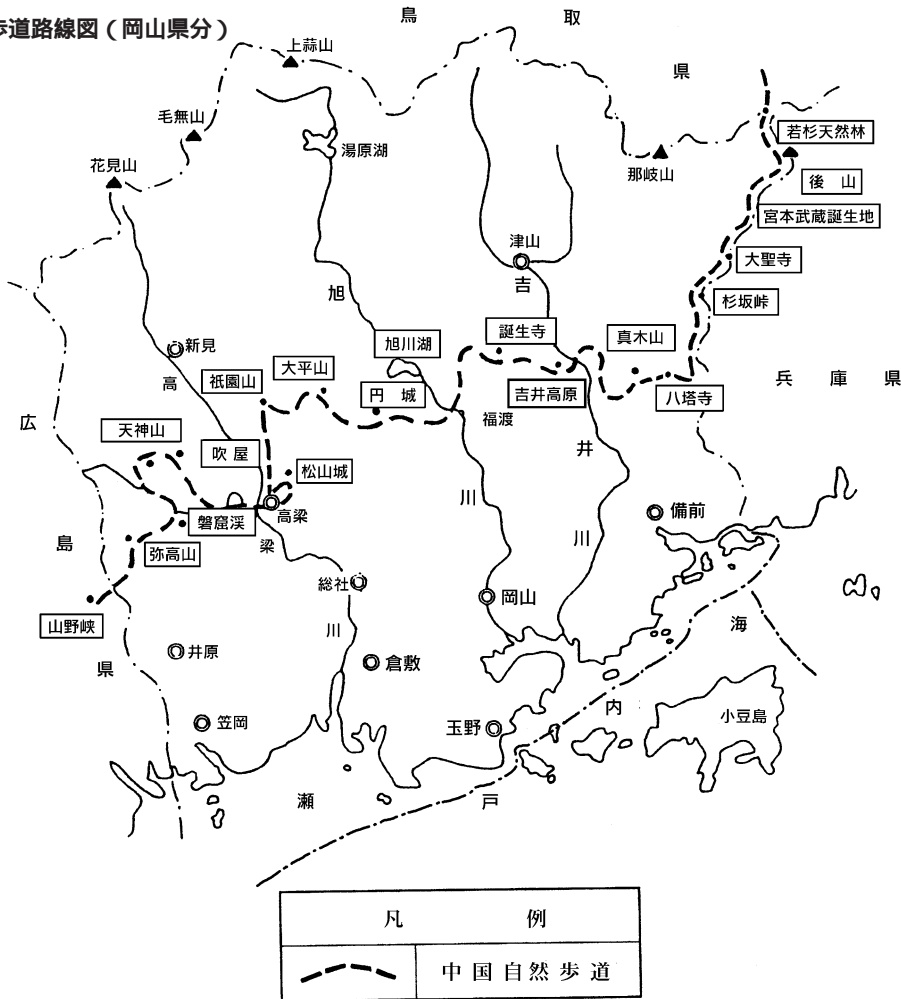 歩道路線図(岡山県分)
鳥取県
上蒜山
毛無山
花見山
湯原湖
那岐山
若杉天然林
後 山
宮本武蔵誕生地
大聖寺
杉坂峠
津山
吉井川
旭川
旭川湖
誕生寺
真木山
兵庫県
新見
高梁川
祇園山
大平山
円 城
福渡
吉井高原
八塔寺
広島県
天神山
吹 屋
松山城
高梁
磐窟渓
弥高山
備前
総社
岡山
山野峡
井原
倉敷
笠岡
玉野
小豆島
瀬戸内海
凡 例
中国自然歩道